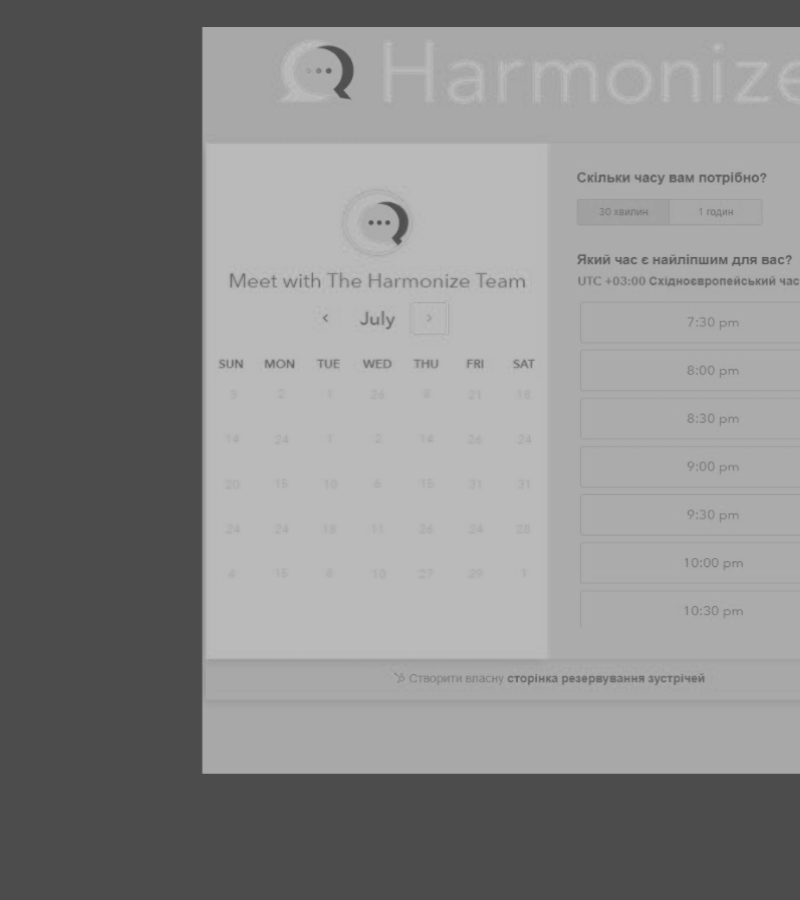 Harmonize
Meet with The Harmonize Team
July
SUN MON TUE WED THU FRI SAT
3 2 1 26 8 21 18
14 24 1 2 14 26 24
20 15 10 6 15 31 31
24 24 18 11 26 24 28
4 15 8 10 27 29 1
Скільки часу вам потрібно?
30 хвилин 1 годин
Який час є найліпшим для вас?
UTC +03:00 Східноєвропейський час
7:30 pm
8:00 pm
8:30 pm
9:00 pm
9:30 pm
10:00 pm
10:30 pm
Створити власну сторінка резервування зустрічей